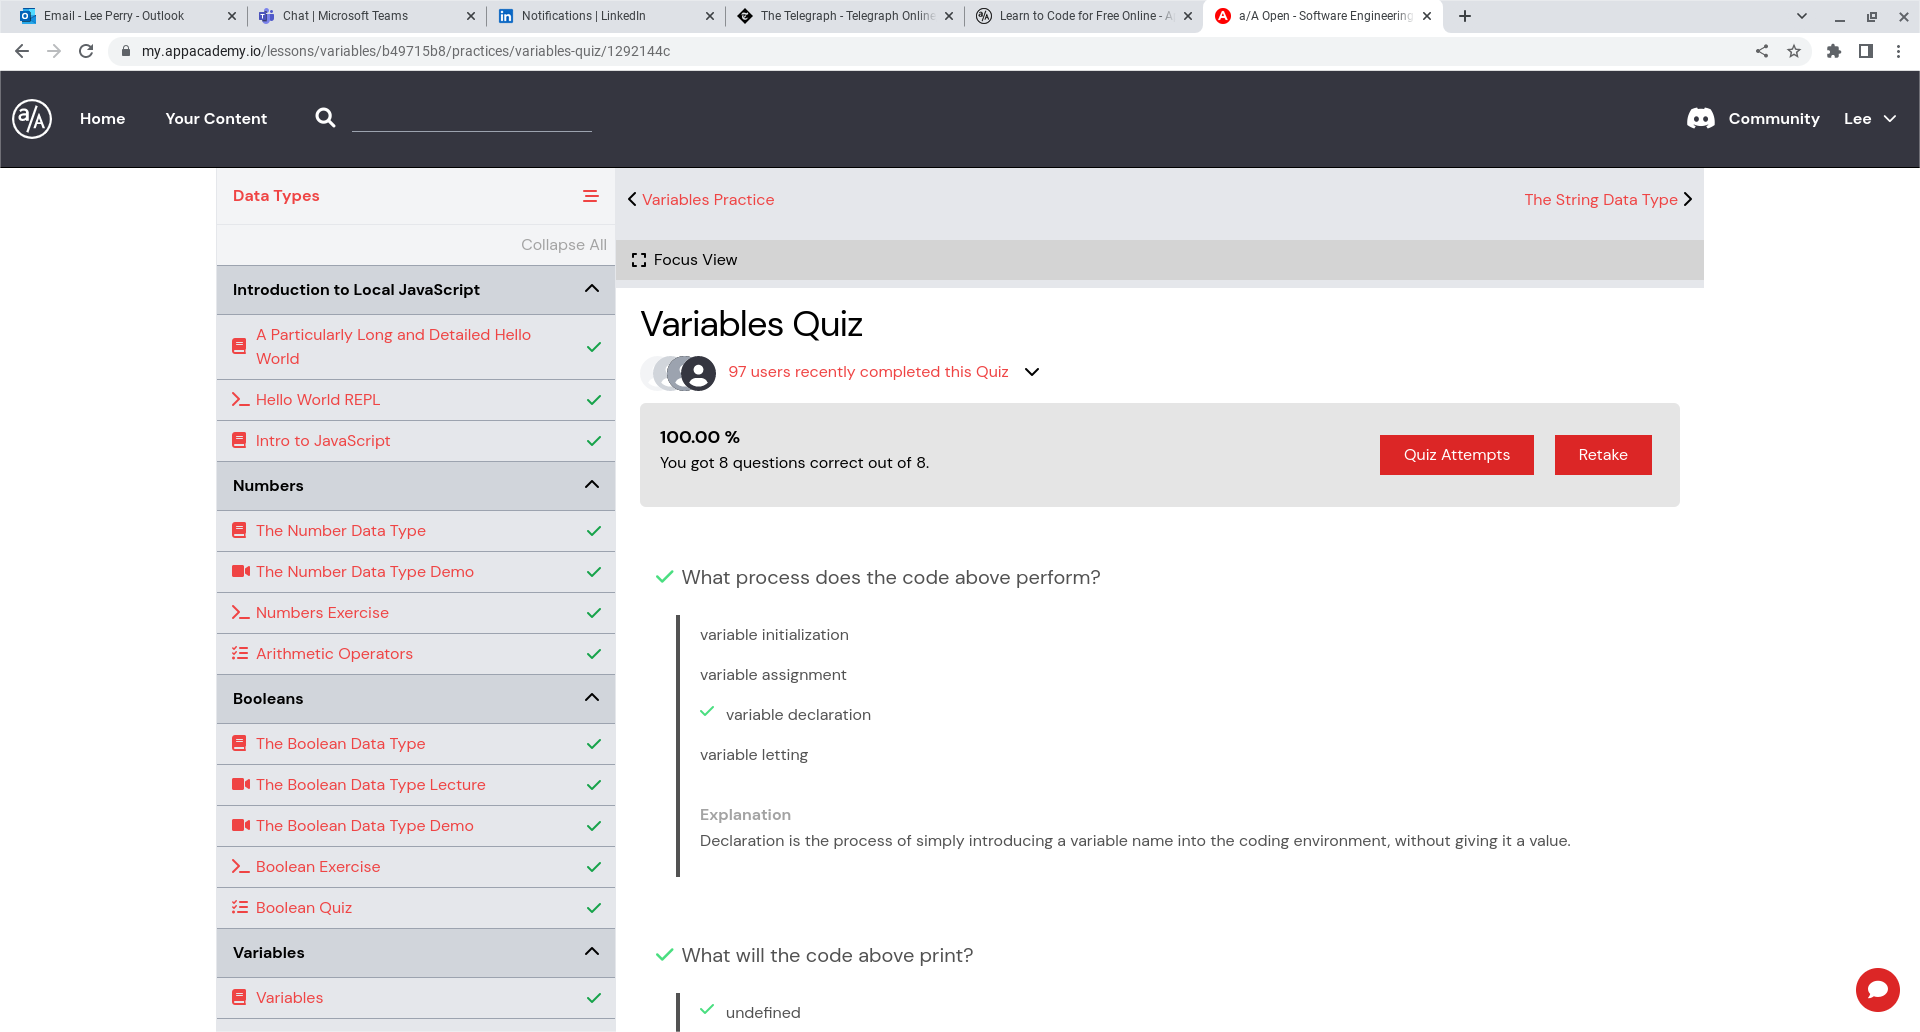 Email - Lee Perry - Outlook
Chat | Microsoft Teams
Notifications | LinkedIn
The Telegraph - Telegraph Online
Learn to Code for Free Online - A
a/A Open - Software Engineering
my.appacademy.io/lessons/variables/b49715b8/practices/variables-quiz/1292144c
a/A
Home
Your Content
Community
Lee
Data Types
Collapse All
Introduction to Local JavaScript
A Particularly Long and Detailed Hello
World
Hello World REPL
Intro to JavaScript
Numbers
The Number Data Type
The Number Data Type Demo
Numbers Exercise
Arithmetic Operators
Booleans
The Boolean Data Type
The Boolean Data Type Lecture
The Boolean Data Type Demo
Boolean Exercise
Boolean Quiz
Variables
Variables
Variables Practice
The String Data Type
Focus View
Variables Quiz
97 users recently completed this Quiz
100.00 %
You got 8 questions correct out of 8.
Quiz Attempts
Retake
What process does the code above perform?
variable initialization
variable assignment
variable declaration
variable letting
Explanation
Declaration is the process of simply introducing a variable name into the coding environment, without giving it a value.
What will the code above print?
undefined